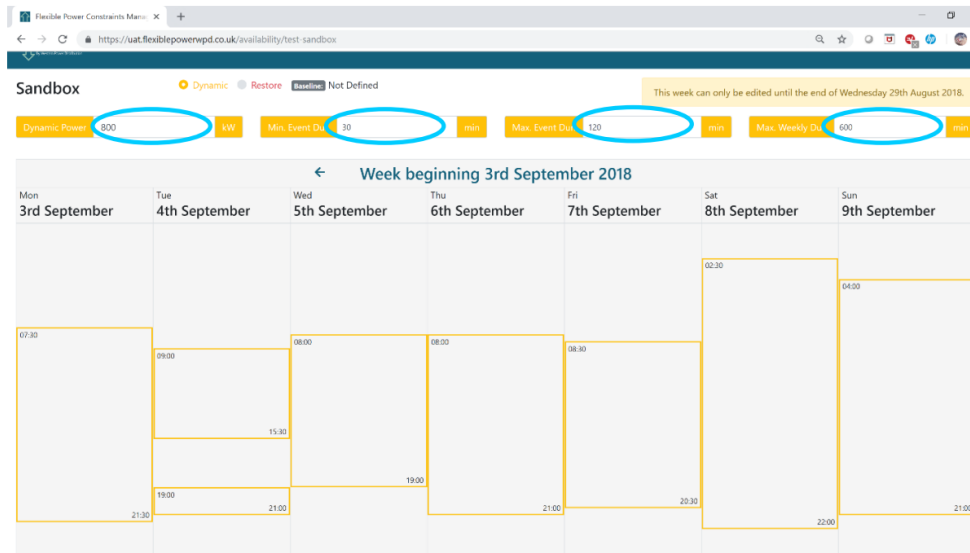 Flexible Power Constraints Mana
https://uat.flexiblepowerwpd.co.uk/availability/test-sandbox
Sandbox
Dynamic
Restore
Baseline: Not Defined
This week can only be edited until the end of Wednesday 29th August 2018.
Dynamic Power 800 kW
Min. Event Du 30 min
Max. Event Du 120 min
Max. Weekly Du 600 min
Week beginning 3rd September 2018
Mon
3rd September
Tue
4th September
Wed
5th September
Thu
6th September
Fri
7th September
Sat
8th September
Sun
9th September
07:30
21:30
09:00
15:30
19:00
21:00
08:00
19:00
08:00
21:00
08:30
20:30
02:30
22:00
04:00
21:00